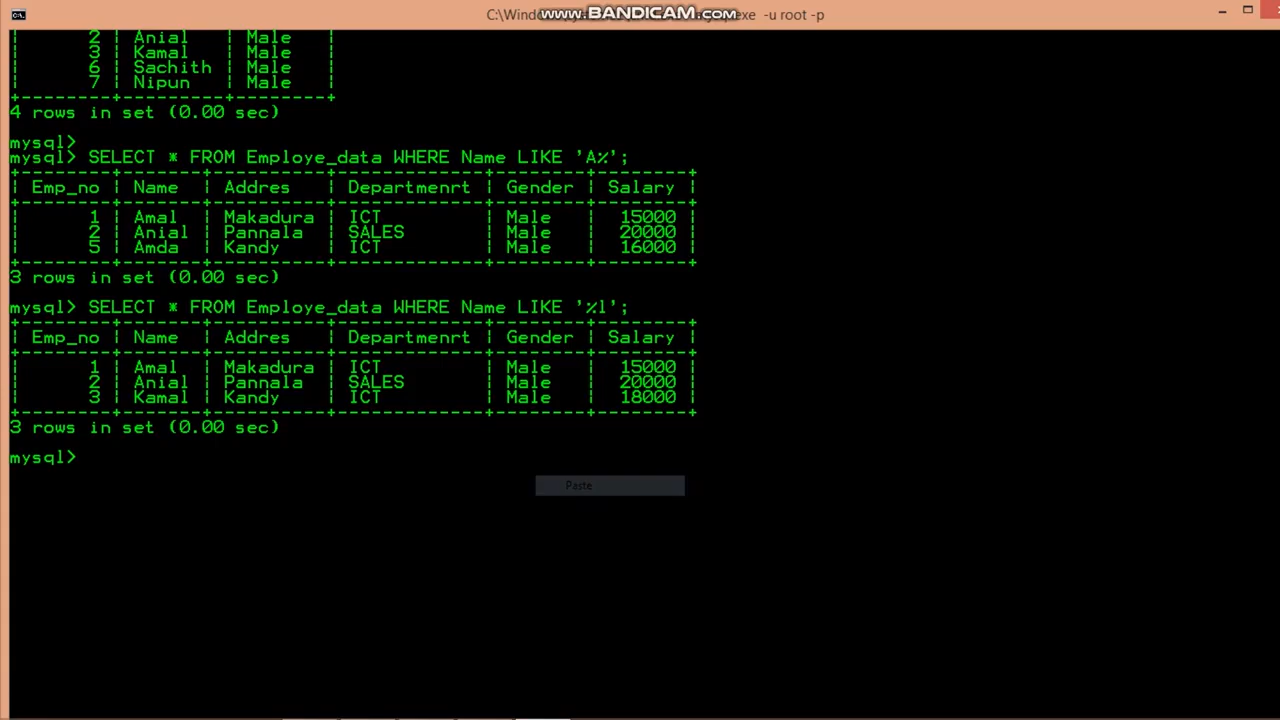 C:\Wind www.BANDICAM.com exe -u root -p
| 2 | Anial | Male |
| 3 | Kamal | Male |
| 6 | Sachith | Male |
| 7 | Nipun | Male |
+--------+---------+---------+
4 rows in set (0.00 sec)
mysql>
mysql> SELECT * FROM Employe_data WHERE Name LIKE 'A%';
+--------+-------+----------+-------------+--------+--------+
| Emp_no | Name | Addres | Departmenrt | Gender | Salary |
+--------+-------+----------+-------------+--------+--------+
| 1 | Amal | Makadura | ICT | Male | 15000 |
| 2 | Anial | Pannala | SALES | Male | 20000 |
| 5 | Amda | Kandy | ICT | Male | 16000 |
+--------+-------+----------+-------------+--------+--------+
3 rows in set (0.00 sec)
mysql> SELECT * FROM Employe_data WHERE Name LIKE '%l';
+--------+-------+----------+-------------+--------+--------+
| Emp_no | Name | Addres | Departmenrt | Gender | Salary |
+--------+-------+----------+-------------+--------+--------+
| 1 | Amal | Makadura | ICT | Male | 15000 |
| 2 | Anial | Pannala | SALES | Male | 20000 |
| 3 | Kamal | Kandy | ICT | Male | 18000 |
+--------+-------+----------+-------------+--------+--------+
3 rows in set (0.00 sec)
mysql>
Paste